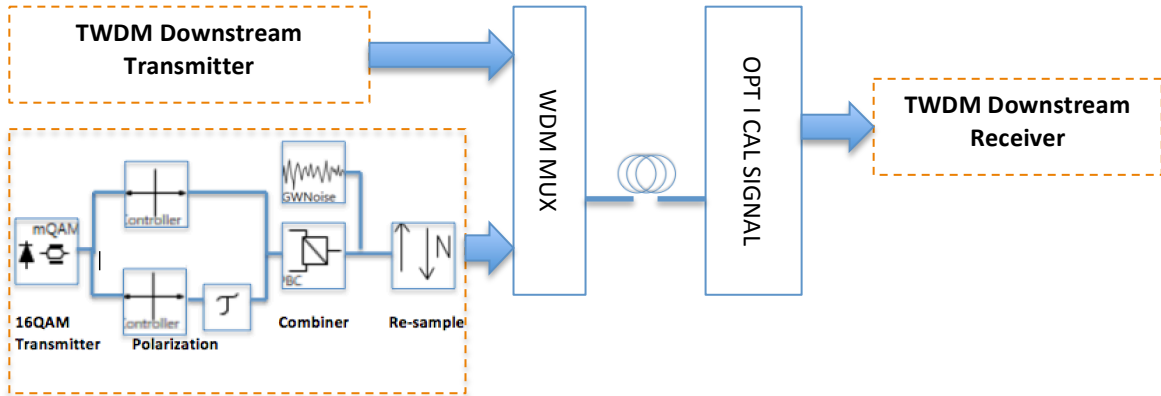 TWDM Downstream
Transmitter
WDM MUX
OPT I CAL SIGNAL
TWDM Downstream
Receiver
mQAM
Controller
GWNoise
N
PBC
Controller
τ
16QAM
Transmitter
Polarization
Combiner
Re-sample